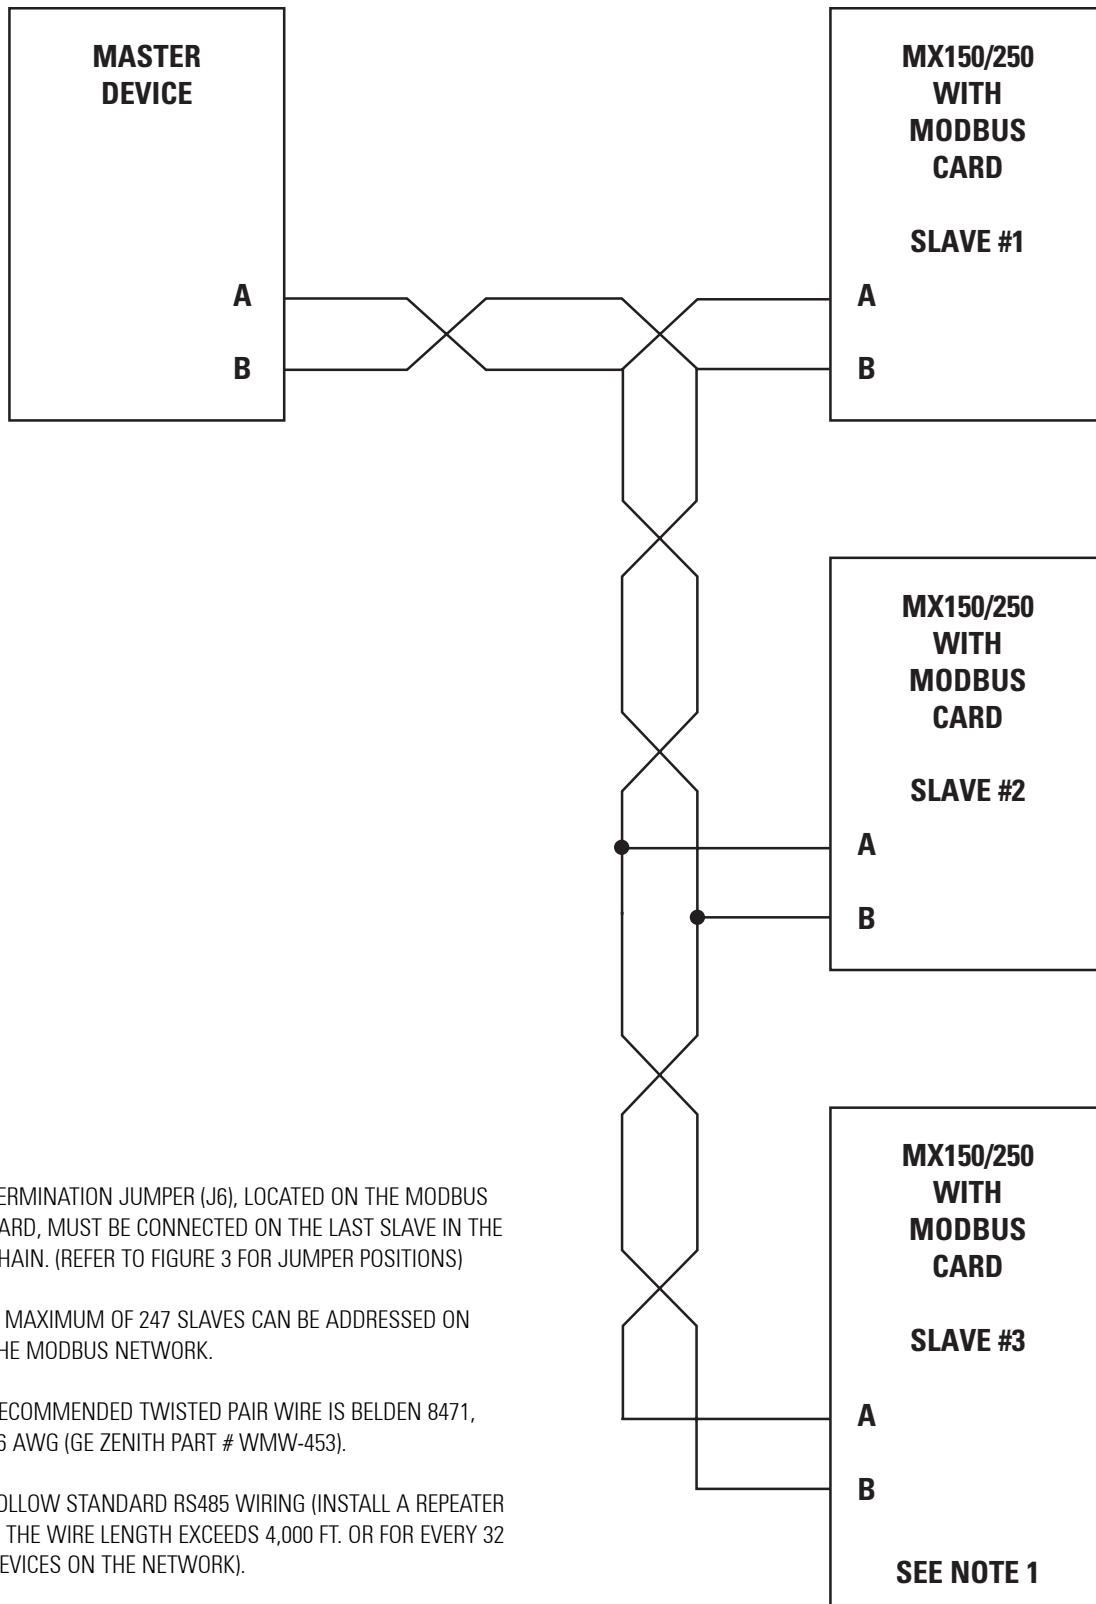 MASTER
DEVICE
A
B
MX150/250
WITH
MODBUS
CARD
SLAVE #1
A
B
MX150/250
WITH
MODBUS
CARD
SLAVE #2
A
B
MX150/250
WITH
MODBUS
CARD
SLAVE #3
A
B
SEE NOTE 1
ERMINATION JUMPER (J6), LOCATED ON THE MODBUS
ARD, MUST BE CONNECTED ON THE LAST SLAVE IN THE
HAIN. (REFER TO FIGURE 3 FOR JUMPER POSITIONS)
MAXIMUM OF 247 SLAVES CAN BE ADDRESSED ON
HE MODBUS NETWORK.
ECOMMENDED TWISTED PAIR WIRE IS BELDEN 8471,
6 AWG (GE ZENITH PART # WMW-453).
OLLOW STANDARD RS485 WIRING (INSTALL A REPEATER
THE WIRE LENGTH EXCEEDS 4,000 FT. OR FOR EVERY 32
EVICES ON THE NETWORK).